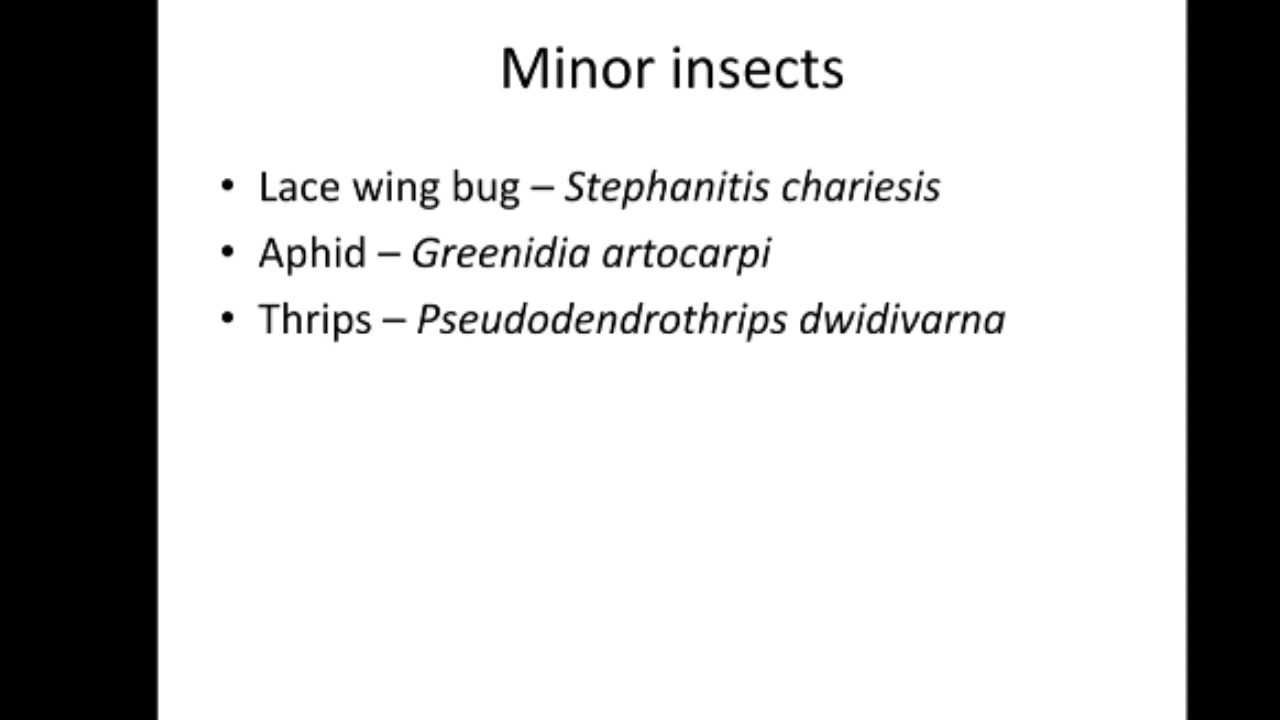 Minor insects
• Lace wing bug – Stephanitis chariesis
• Aphid – Greenidia artocarpi
• Thrips – Pseudodendrothrips dwidivarna